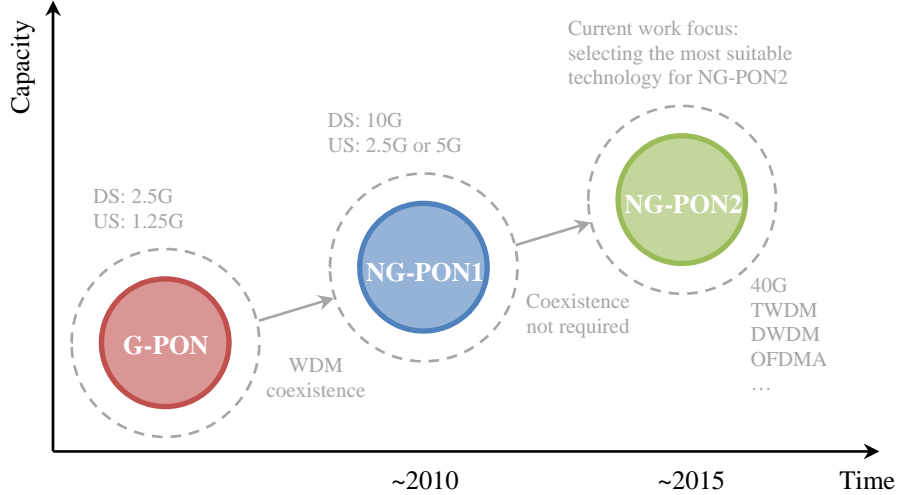 Capacity
Current work focus:
selecting the most suitable
technology for NG-PON2
DS: 10G
US: 2.5G or 5G
DS: 2.5G
US: 1.25G
NG-PON2
NG-PON1
G-PON
Coexistence
not required
WDM
coexistence
40G
TWDM
DWDM
OFDMA
…
~2010
~2015
Time